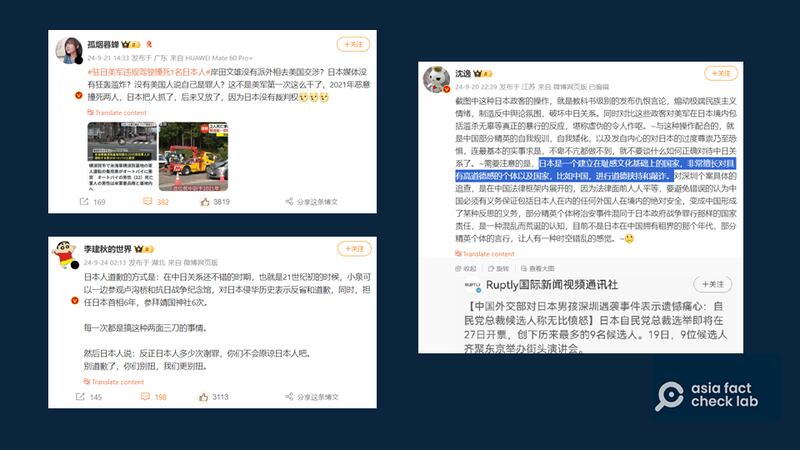 孤烟暮蝉
+关注
24-9-21 14:33 发布于 广东 来自 HUAWEI Mate 60 Pro+
#驻日美军违规驾驶撞死1名日本人#岸田文雄没有派外相去美国交涉？日本媒体没
有狂轰滥炸？没有美国人说自己是罪人？这不是美军第一次这么干了，2021年恶意
撞死两人，日本把人抓了，后来又放了，因为日本没有裁判权
Translate content
169
382
3819
分享这条博文
李建秋的世界
+关注
24-9-24 02:13 发布于 湖北 来自 微博网页版
日本人道歉的方式是：在中日关系还不错的时期，也就是21世纪初的时候，小泉可
以一边参观卢沟桥和抗日战争纪念馆，对日本侵华历史表示反省和道歉，同时，担
任日本首相6年，参拜靖国神社6次。
每一次都是搞这种两面三刀的事情。
然后日本人说：反正日本人多少次谢罪，你们不会原谅日本人吧。
别道歉了，你们别扭，我们更别扭。
Translate content
145
198
3113
分享这条博文
沈逸
+关注
24-9-20 22:39 发布于 江苏 来自 微博网页版 已编辑
截图中这种日本政客的操作，就是教科书级别的发布仇恨言论，煽动极端民族主义
情绪，制造反中舆论氛围，破坏中日关系。同时对比这些政客对美军在日本境内包
括滥杀无辜等真正的暴行的反应，堪称虚伪的令人作呕。~与这种操作配合的，就
是中国部分精英的自我规训，自我矮化，以及发自内心的对日本的过度尊崇乃至恐
惧，连最基本的实事求是，不卑不亢都做不到，就不要谈什么如何正确对待中日关
系了。~需要注意的是，日本是一个建立在耻感文化基础上的国家，非常擅长对具
有高道德感的个体以及国家，比如中国，进行道德挟持和敲诈。对深圳个案具体的
追查，是在中国法律框架内展开的，因为法律面前人人平等，要避免错误的认为中
国必须有义务保证包括日本人在内的任何外国人在境内的绝对安全，变成中国形成
了某种反思的义务，部分精英个体将治安事件混同于日本政府战争罪行那样的国家
责任，是一种混乱而荒诞的认知，目前不是日本在中国拥有租界的那个年代，部分
精英个体的言行，让人有一种时空错乱的感觉。~
Translate content
收起
旋转
查看大图
RUPTLY
Ruptly国际新闻视频通讯社
+关注
【中国外交部对日本男孩深圳遇袭事件表示遗憾痛心：自
民党总裁候选人称无比愤怒】日本自民党总裁选举即将在
27日开票，创下历来最多的9名候选人。19日，9位候选人
齐聚东京举办街头演讲会。
asia fact
check lab